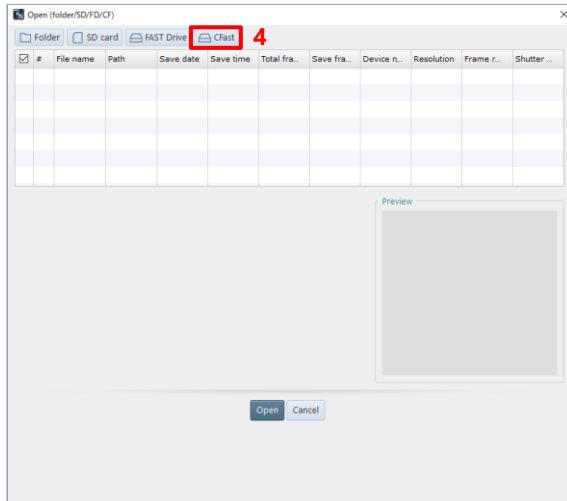 Open (folder/SD/FD/CF)
Folder SD card FAST Drive CFast 4
# File name Path Save date Save time Total fra... Save fra... Device n... Resolution Frame r... Shutter ...
Preview
Open Cancel